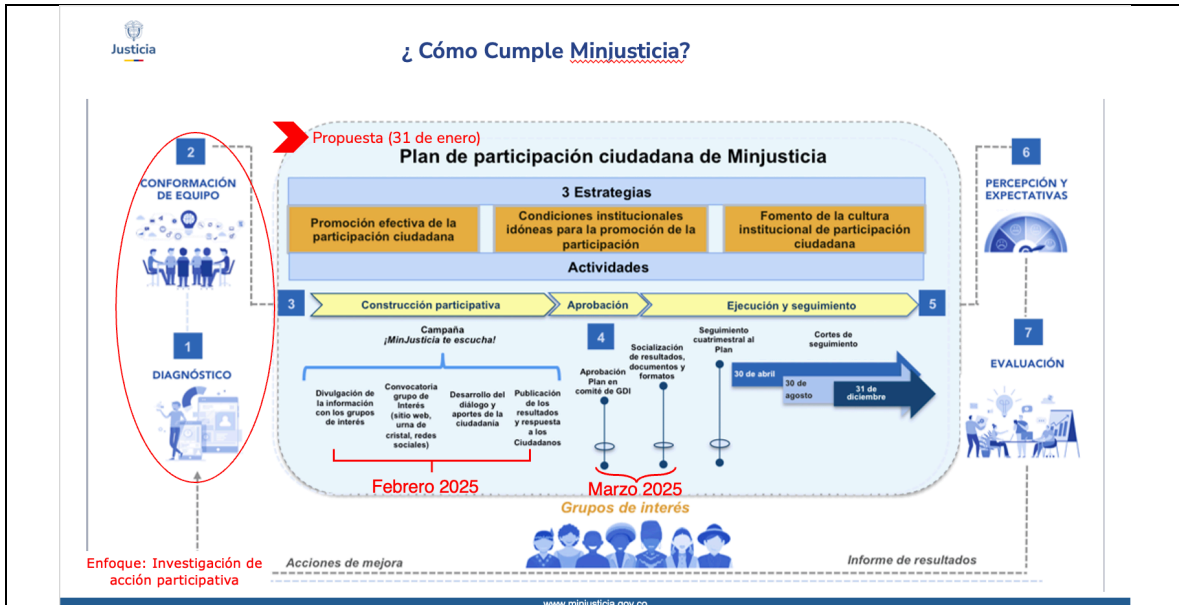 Justicia
¿ Cómo Cumple Minjusticia?
Propuesta (31 de enero)
Plan de participación ciudadana de Minjusticia
3 Estrategias
Promoción efectiva de la
participación ciudadana
Condiciones institucionales
idóneas para la promoción de la
participación
Fomento de la cultura
institucional de participación
ciudadana
Actividades
2
CONFORMACIÓN
DE EQUIPO
1
DIAGNÓSTICO
3
Construcción participativa
Aprobación
Ejecución y seguimiento
5
6
PERCEPCIÓN Y
EXPECTATIVAS
7
EVALUACIÓN
Campaña
¡MinJusticia te escucha!
Divulgación de
la información
con los grupos
de interés
Convocatoria
grupo de
Interés
(sitio web,
urna de
cristal, redes
sociales)
Desarrollo del
diálogo y
aportes de la
ciudadanía
Publicación
de los
resultados
y respuesta
a los
Ciudadanos
Febrero 2025
4
Aprobación
Plan en
comité de GDI
Socialización
de resultados,
documentos y
formatos
Marzo 2025
Seguimiento
cuatrimestral al
Plan
Cortes de
seguimiento
30 de abril
30 de
agosto
31 de
diciembre
Grupos de interés
Enfoque: Investigación de
acción participativa
Acciones de mejora
Informe de resultados
www.minjusticia.gov.co